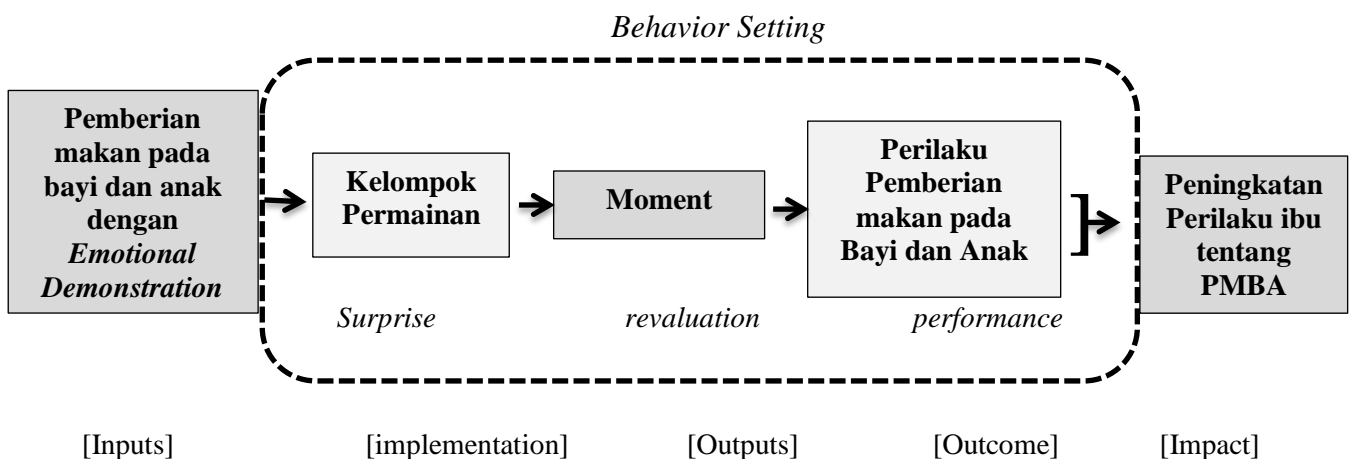 Behavior Setting
Pemberian
makan pada
bayi dan anak
dengan
Emotional
Demonstration
Kelompok
Permainan
Moment
Perilaku
Pemberian
makan pada
Bayi dan Anak
]
Peningkatan
Perilaku ibu
tentang
PMBA
Surprise
revaluation
performance
[Inputs] [implementation] [Outputs] [Outcome] [Impact]